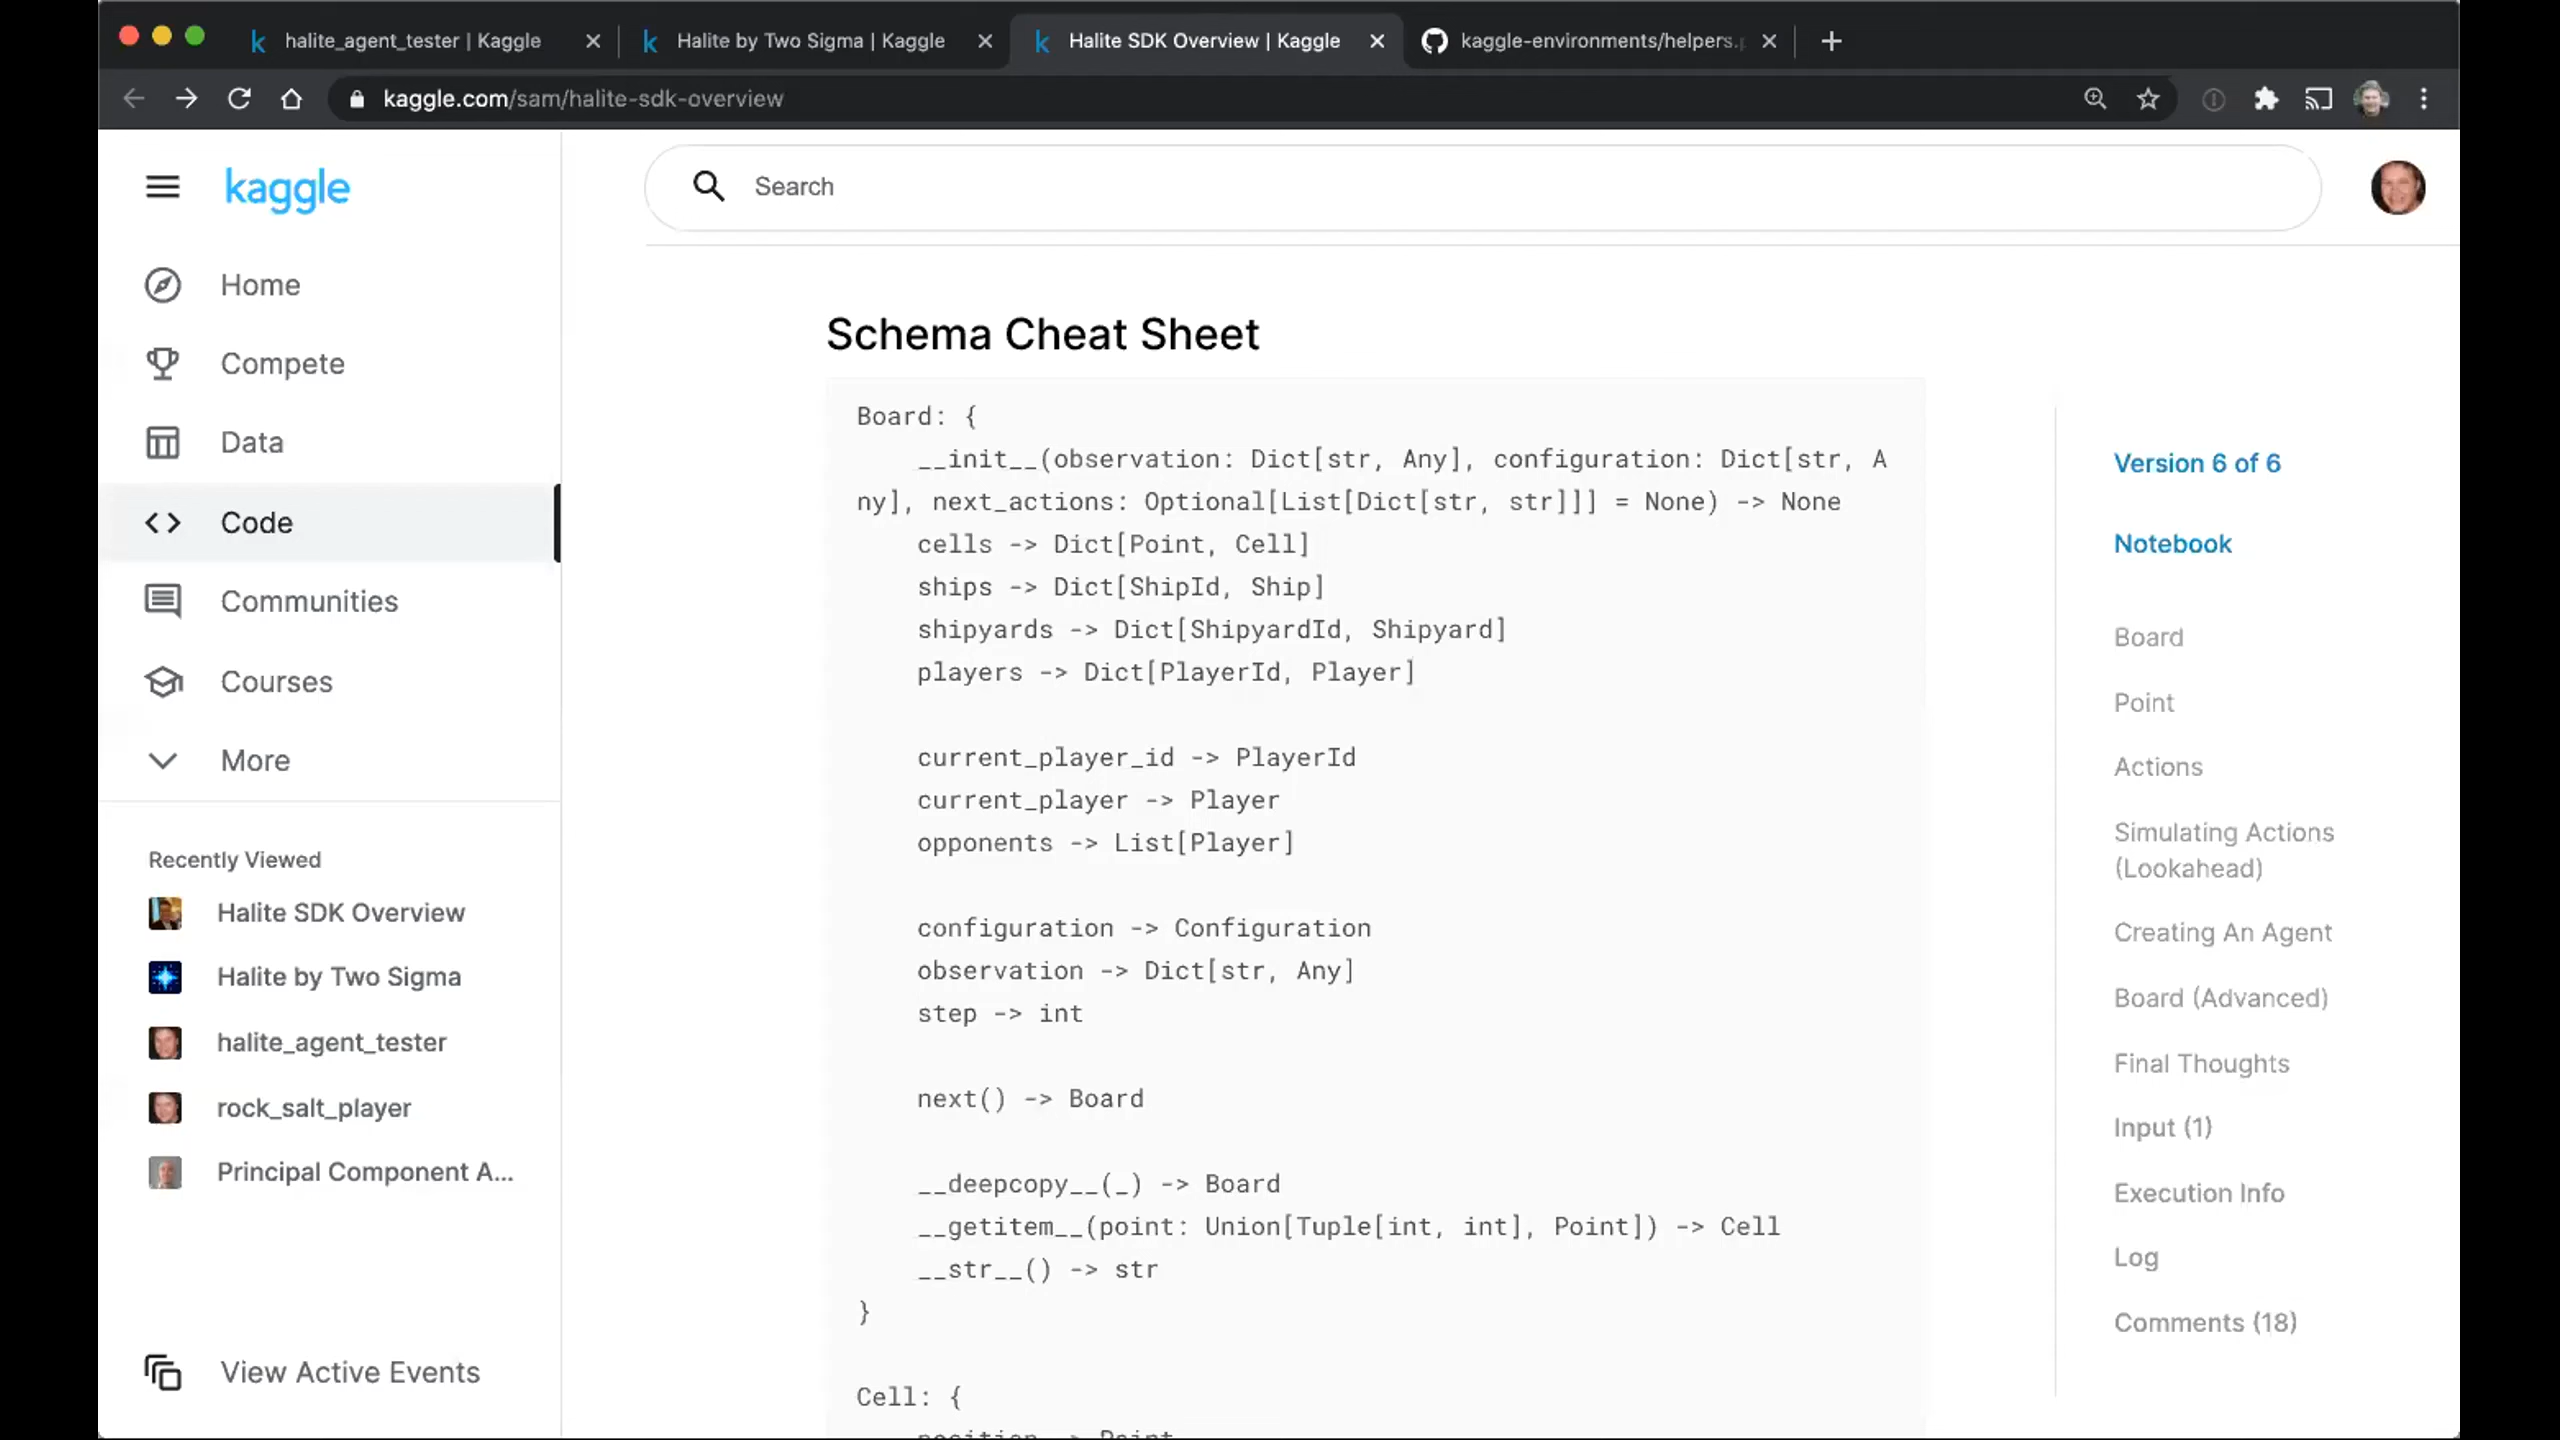 halite_agent_tester | Kaggle
Halite by Two Sigma | Kaggle
Halite SDK Overview | Kaggle
kaggle-environments/helpers.p
kaggle.com/sam/halite-sdk-overview
kaggle
Search
Home
Compete
Data
Code
Communities
Courses
More
Recently Viewed
Halite SDK Overview
Halite by Two Sigma
halite_agent_tester
rock_salt_player
Principal Component A...
View Active Events
Schema Cheat Sheet
Board: {
__init__(observation: Dict[str, Any], configuration: Dict[str, A
ny], next_actions: Optional[List[Dict[str, str]]] = None) -> None
cells -> Dict[Point, Cell]
ships -> Dict[ShipId, Ship]
shipyards -> Dict[ShipyardId, Shipyard]
players -> Dict[PlayerId, Player]
current_player_id -> PlayerId
current_player -> Player
opponents -> List[Player]
configuration -> Configuration
observation -> Dict[str, Any]
step -> int
next() -> Board
__deepcopy__(_) -> Board
__getitem__(point: Union[Tuple[int, int], Point]) -> Cell
__str__() -> str
}
Cell: {
position -> Point
Version 6 of 6
Notebook
Board
Point
Actions
Simulating Actions
(Lookahead)
Creating An Agent
Board (Advanced)
Final Thoughts
Input (1)
Execution Info
Log
Comments (18)